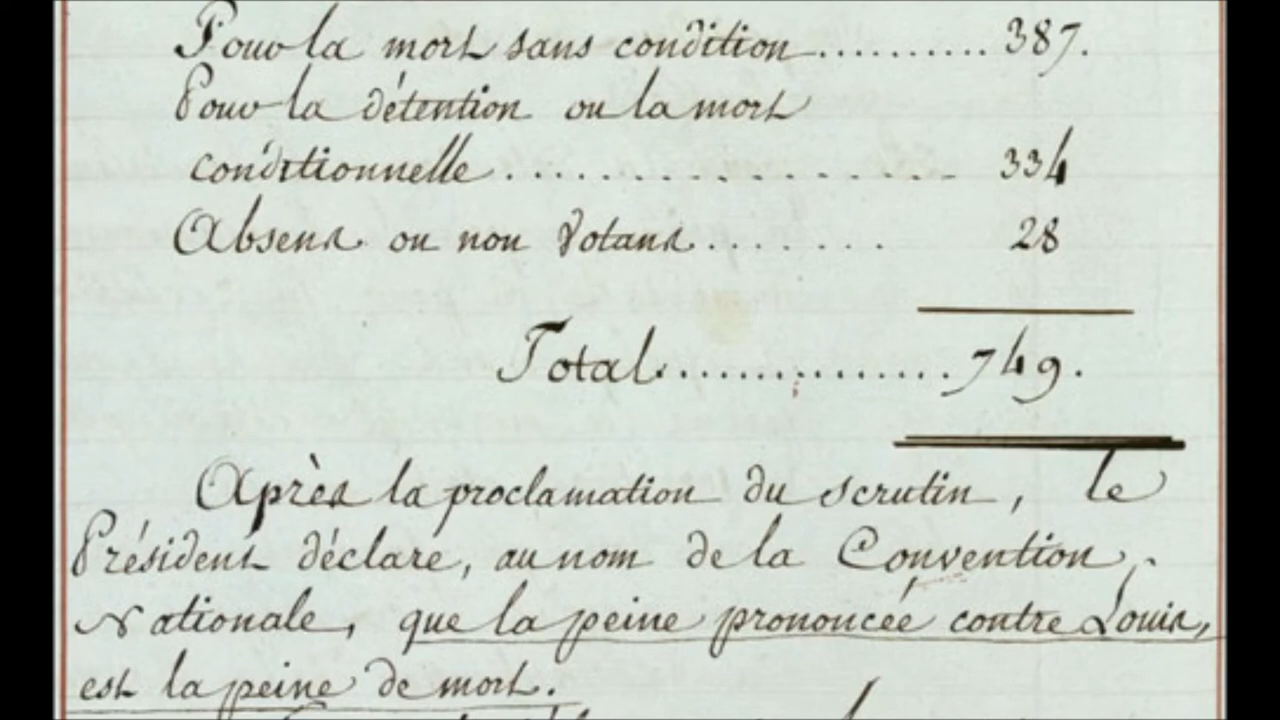 Pour la mort sans condition.......... 387.
Pour la détention ou la mort
conditionnelle................... 334
Absens ou non votans........ 28
Total................ 749.
Après la proclamation du scrutin, le
Président déclare, au nom de la Convention
Nationale, que la peine prononcée contre Louis,
est la peine de mort.